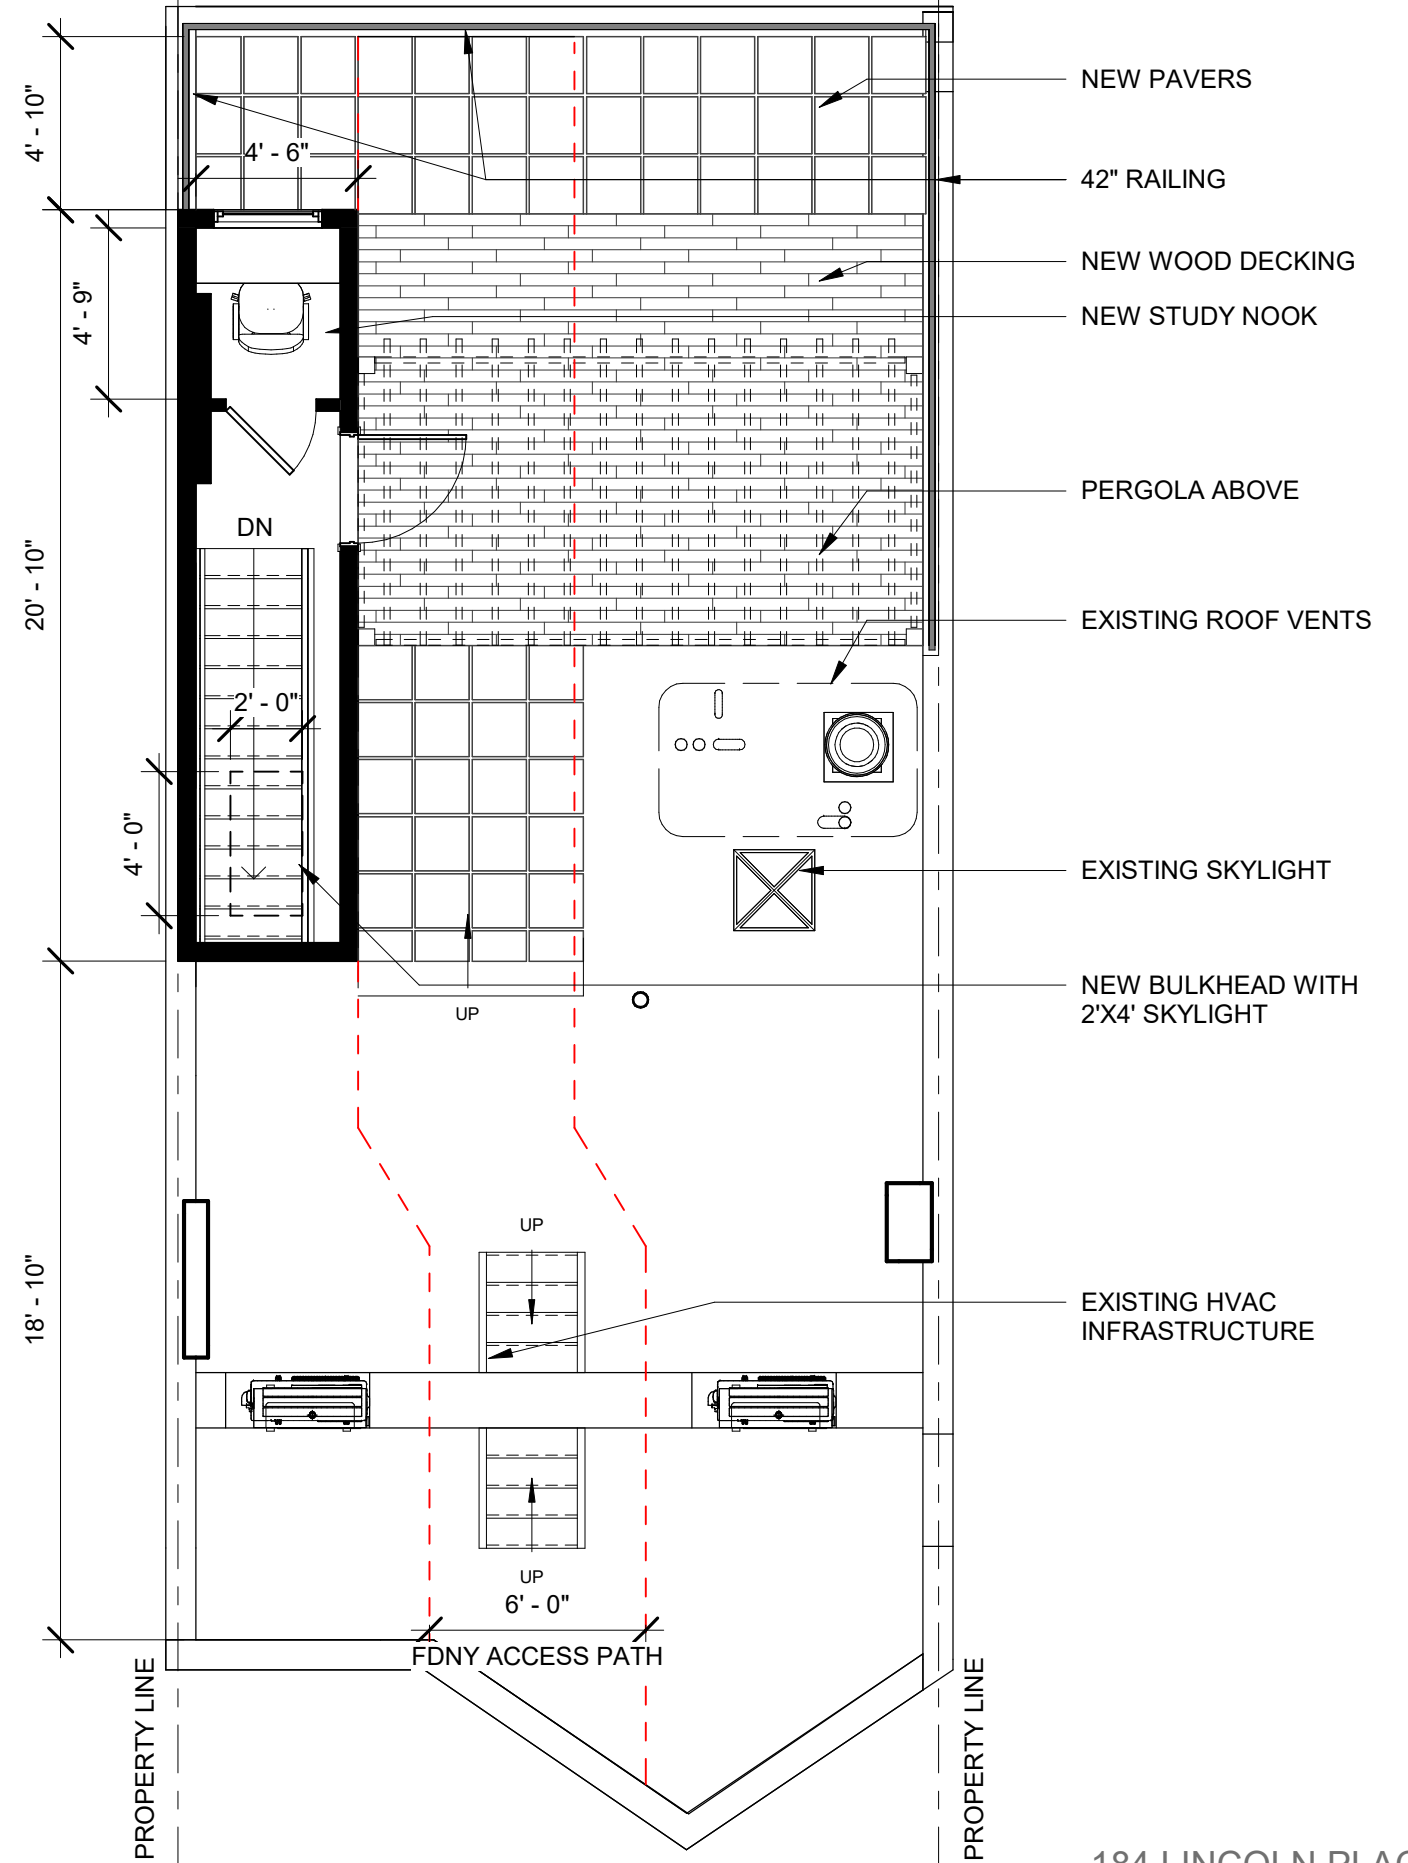 NEW PAVERS
4' - 10"
4' - 6"
42" RAILING
NEW WOOD DECKING
4' - 9"
NEW STUDY NOOK
PERGOLA ABOVE
DN
20' - 10"
EXISTING ROOF VENTS
2' - 0"
4' - 0"
EXISTING SKYLIGHT
NEW BULKHEAD WITH
2'X4' SKYLIGHT
UP
UP
18' - 10"
EXISTING HVAC
INFRASTRUCTURE
UP
6' - 0"
FDNY ACCESS PATH
PROPERTY LINE
PROPERTY LINE
184 LINCOLN